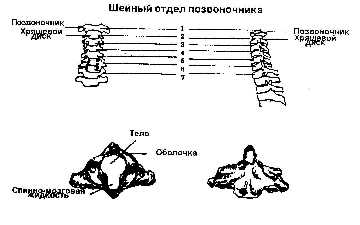 Шейный отдел позвоночника
Позвоночник
Хрящевой
диск
1
2
3
4
5
6
7
Позвоночник
Хрящевой
диск
Тело
Оболочка
Спинно-мозговая
жидкость